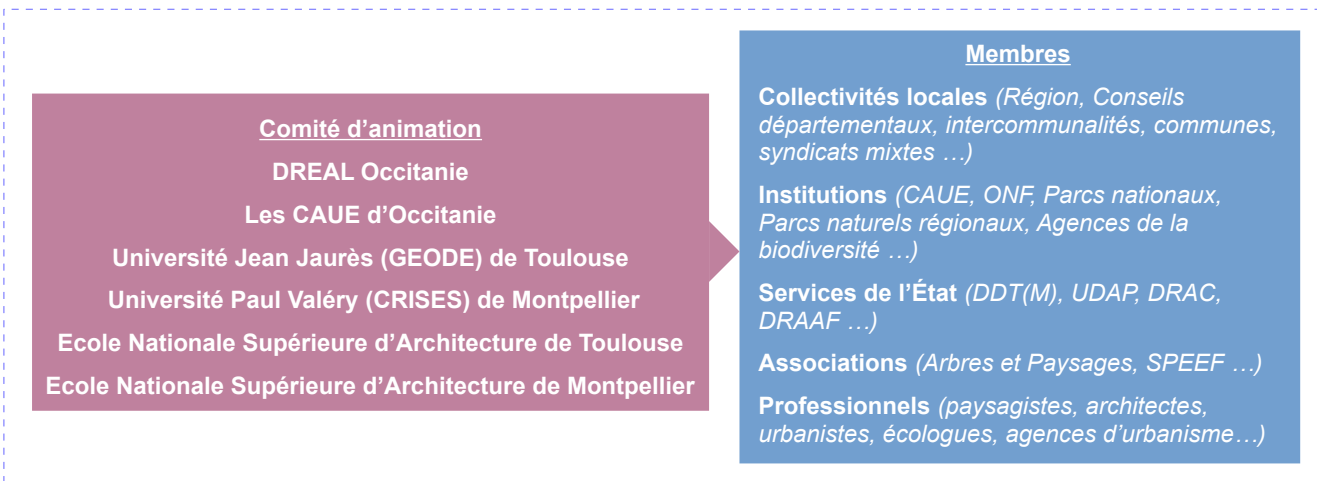 Comité d'animation
DREAL Occitanie
Les CAUE d'Occitanie
Université Jean Jaurès (GEODE) de Toulouse
Université Paul Valéry (CRISES) de Montpellier
Ecole Nationale Supérieure d'Architecture de Toulouse
Ecole Nationale Supérieure d'Architecture de Montpellier
Membres
Collectivités locales (Région, Conseils
départementaux, intercommunalités, communes,
syndicats mixtes …)
Institutions (CAUE, ONF, Parcs nationaux,
Parcs naturels régionaux, Agences de la
biodiversité …)
Services de l'État (DDT(M), UDAP, DRAC,
DRAAF …)
Associations (Arbres et Paysages, SPEEF …)
Professionnels (paysagistes, architectes,
urbanistes, écologues, agences d'urbanisme…)